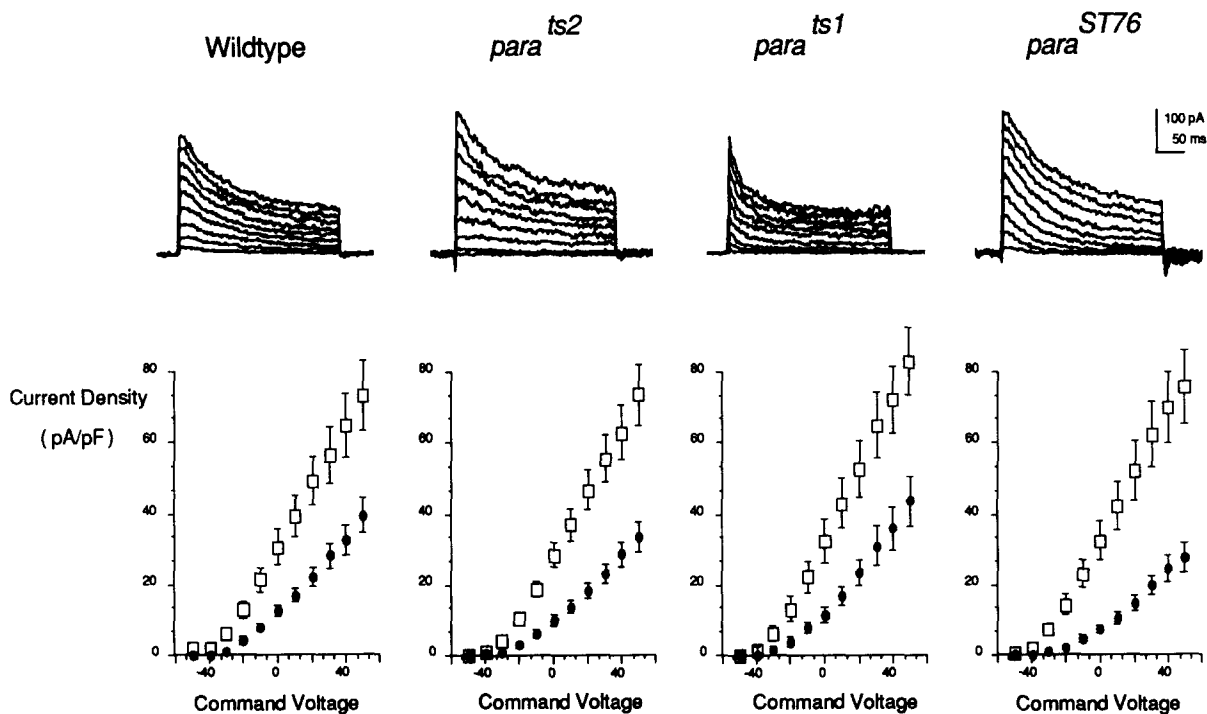 Wildtype para ts2 para ts1 para ST76
100 pA
50 ms
Current Density
( pA/pF)
80 80 80 80
60 60 60 60
40 40 40 40
20 20 20 20
0 0 0 0
-40 0 40 -40 0 40 -40 0 40 -40 0 40
Command Voltage Command Voltage Command Voltage Command Voltage